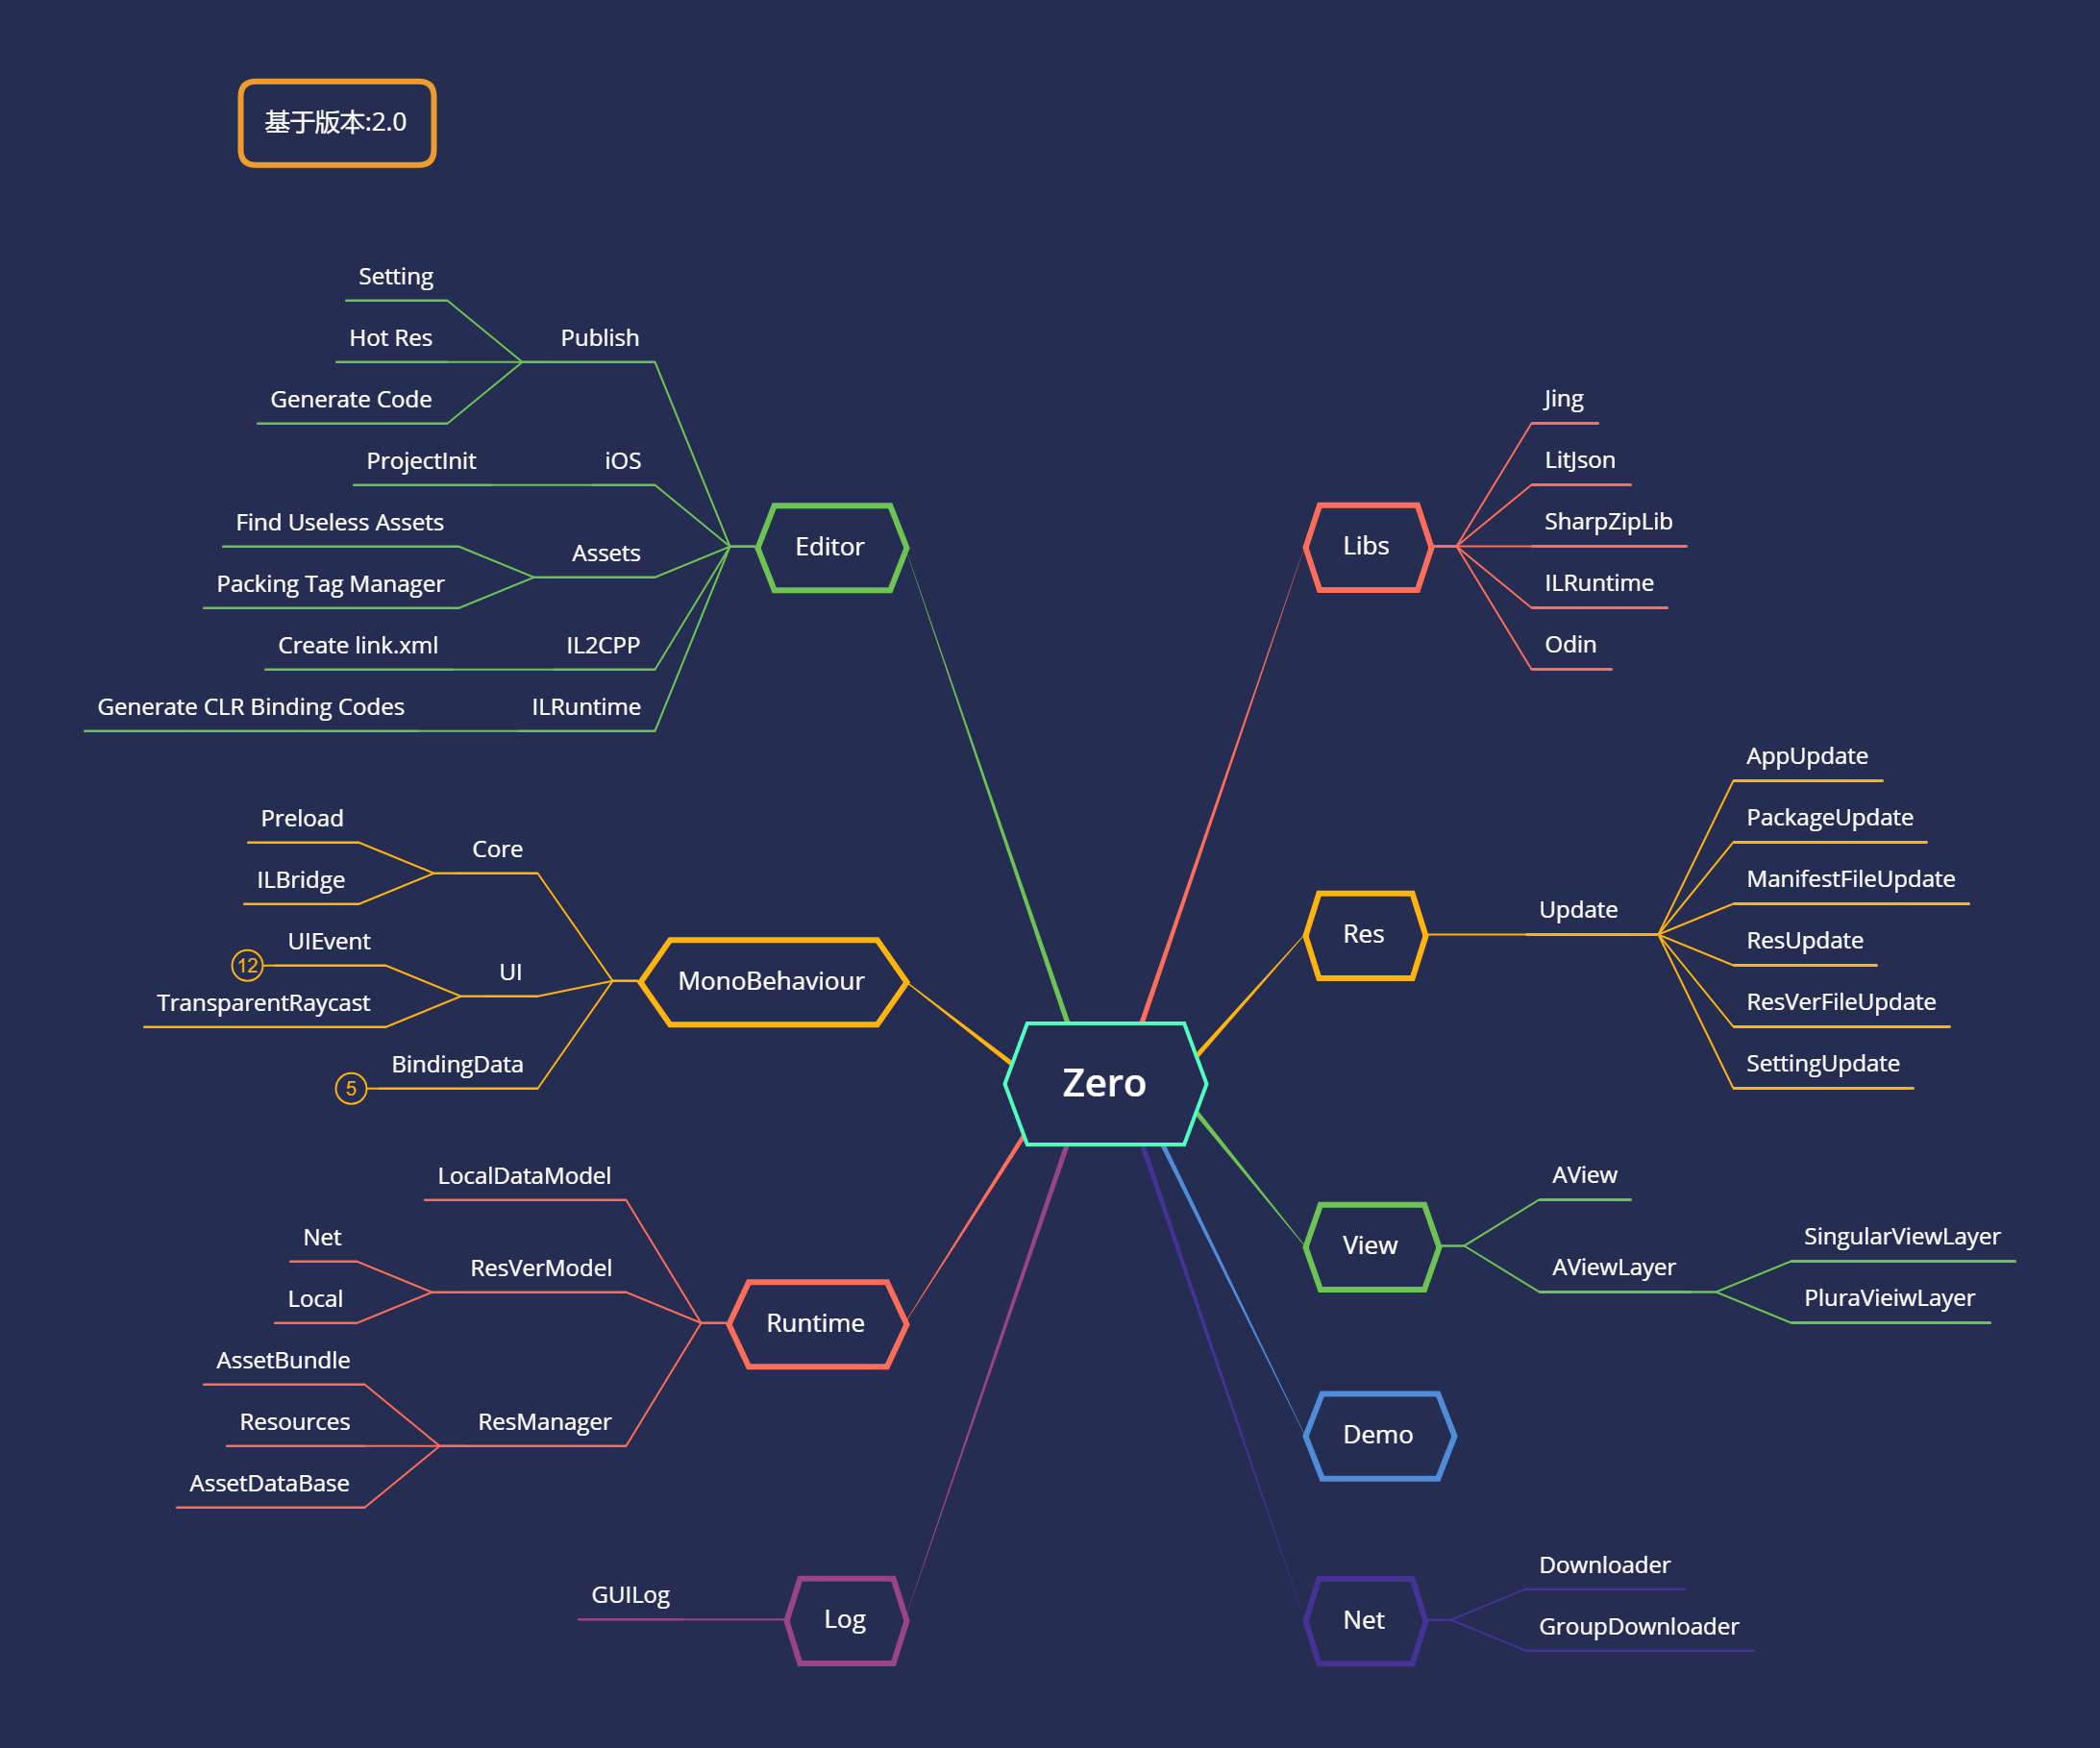 基于版本:2.0
Zero
Editor
Publish
Setting
Hot Res
Generate Code
iOS
ProjectInit
Assets
Find Useless Assets
Packing Tag Manager
IL2CPP
Create link.xml
ILRuntime
Generate CLR Binding Codes
MonoBehaviour
Core
Preload
ILBridge
UI
UIEvent
12
TransparentRaycast
BindingData
5
Runtime
LocalDataModel
ResVerModel
Net
Local
ResManager
AssetBundle
Resources
AssetDataBase
Log
GUILog
Libs
Jing
LitJson
SharpZipLib
ILRuntime
Odin
Res
Update
AppUpdate
PackageUpdate
ManifestFileUpdate
ResUpdate
ResVerFileUpdate
SettingUpdate
View
AView
AViewLayer
SingularViewLayer
PluraVieiwLayer
Demo
Net
Downloader
GroupDownloader